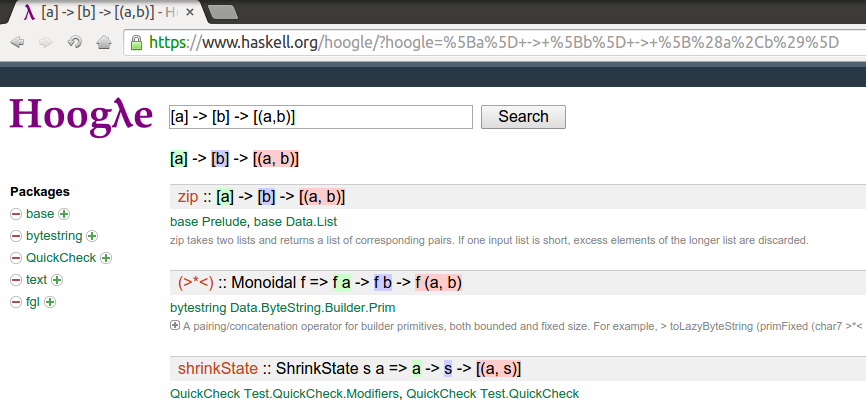 λ [a] -> [b] -> [(a,b)] - H
https://www.haskell.org/hoogle/?hoogle=%5Ba%5D+->+%5Bb%5D+->+%5B%28a%2Cb%29%5D
Hoogλe
[a] -> [b] -> [(a,b)]
Search
[a] -> [b] -> [(a, b)]
Packages
base
bytestring
QuickCheck
text
fgl
zip :: [a] -> [b] -> [(a, b)]
base Prelude, base Data.List
zip takes two lists and returns a list of corresponding pairs. If one input list is short, excess elements of the longer list are discarded.
(>*<) :: Monoidal f => f a -> f b -> f (a, b)
bytestring Data.ByteString.Builder.Prim
A pairing/concatenation operator for builder primitives, both bounded and fixed size. For example, > toLazyByteString (primFixed (char7 >*<
shrinkState :: ShrinkState s a => a -> s -> [(a, s)]
QuickCheck Test.QuickCheck.Modifiers, QuickCheck Test.QuickCheck